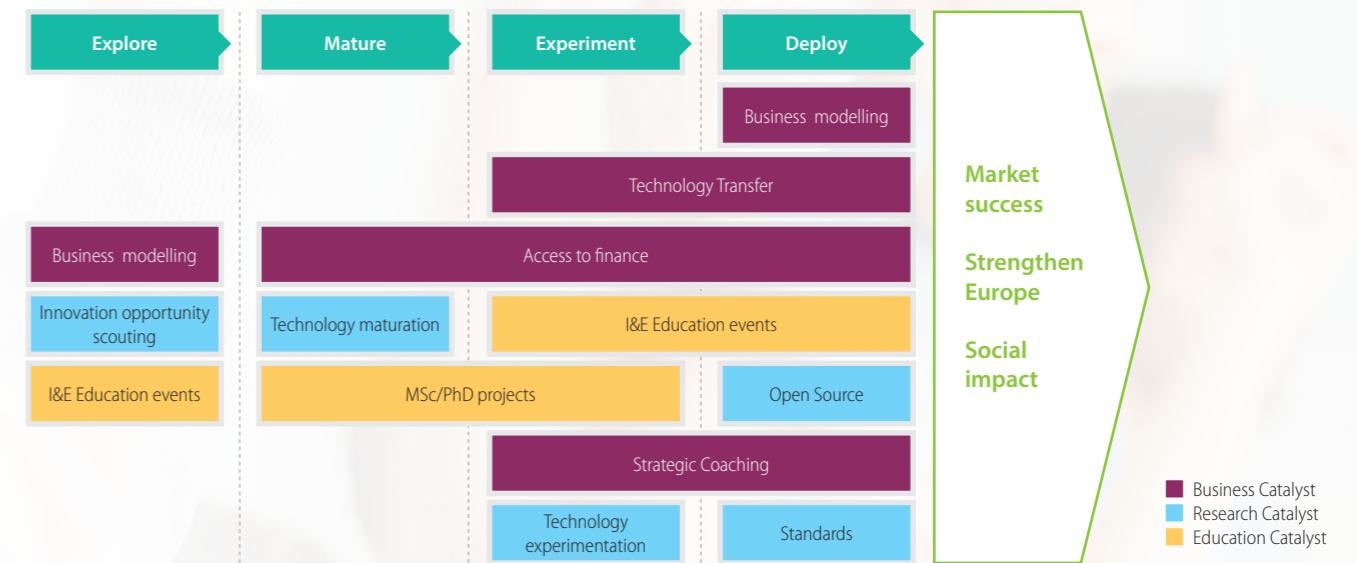 Explore
Mature
Experiment
Deploy
Business modelling
Technology Transfer
Business modelling
Access to finance
Innovation opportunity
scouting
Technology maturation
I&E Education events
I&E Education events
MSc/PhD projects
Open Source
Strategic Coaching
Technology
experimentation
Standards
Market
success
Strengthen
Europe
Social
impact
Business Catalyst
Research Catalyst
Education Catalyst